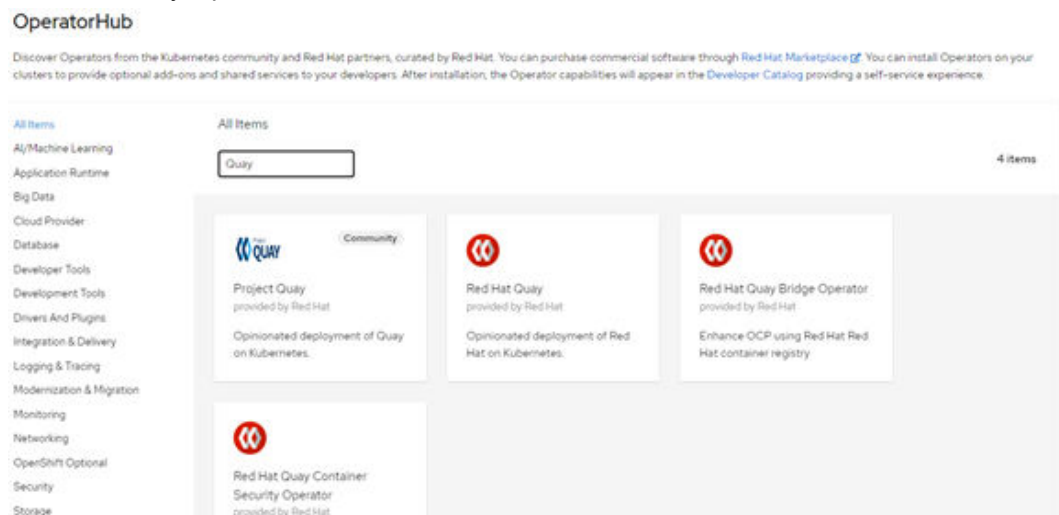 OperatorHub
Discover Operators from the Kubernetes community and Red Hat partners, curated by Red Hat. You can purchase commercial software through Red Hat Marketplace. You can install Operators on your
clusters to provide optional add-ons and shared services to your developers. After installation, the Operator capabilities will appear in the Developer Catalog providing a self-service experience.
All Items
AI/Machine Learning
Application Runtime
Big Data
Cloud Provider
Database
Developer Tools
Development Tools
Drivers And Plugins
Integration & Delivery
Logging & Tracing
Modernization & Migration
Monitoring
Networking
OpenShift Optional
Security
Storage
All Items
Quay
4 items
QUAY
Community
Project Quay
provided by Red Hat
Opinionated deployment of Quay
on Kubernetes.
Red Hat Quay
provided by Red Hat
Opinionated deployment of Red
Hat on Kubernetes.
Red Hat Quay Bridge Operator
provided by Red Hat
Enhance OCP using Red Hat Red
Hat container registry
Red Hat Quay Container
Security Operator
provided by Red Hat